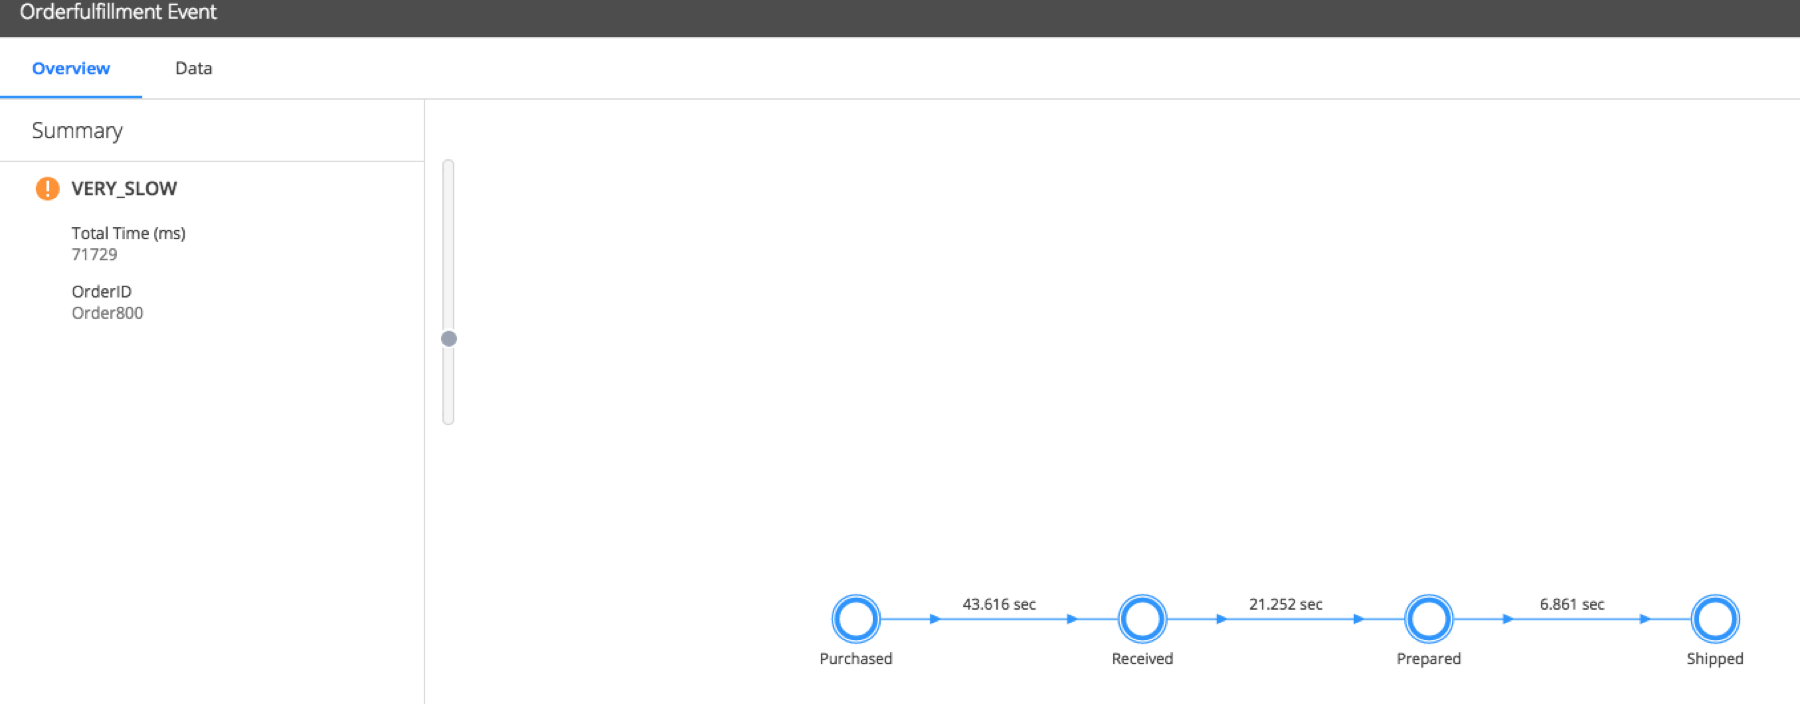 Orderfulfillment Event
Overview
Data
Summary
VERY_SLOW
Total Time (ms)
71729
OrderID
Order800
43.616 sec
21.252 sec
6.861 sec
Purchased
Received
Prepared
Shipped